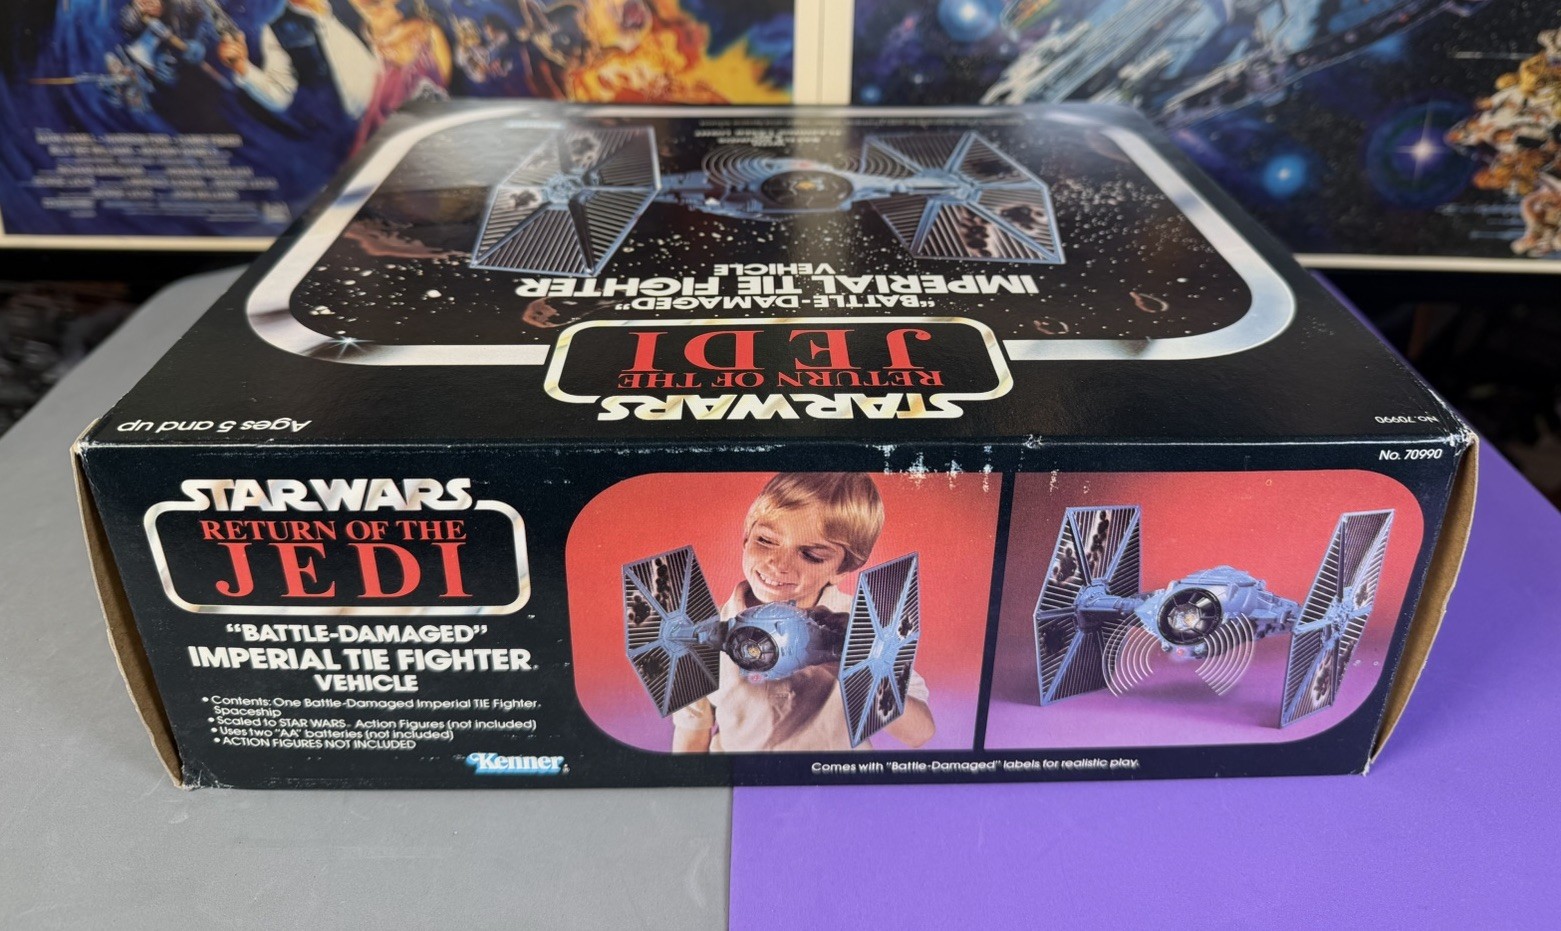 "BATTLE-DAMAGED"
IMPERIAL TIE FIGHTER
VEHICLE
STAR WARS
RETURN OF THE
JEDI
Ages 5 and up
No. 70990
No. 70990
STAR WARS
RETURN OF THE
JEDI
"BATTLE-DAMAGED"
IMPERIAL TIE FIGHTER
VEHICLE
• Contents: One Battle-Damaged Imperial TIE Fighter
Spaceship
• Scaled to STAR WARS Action Figures (not included)
• Uses two "AA" batteries (not included)
• ACTION FIGURES NOT INCLUDED
Kenner
Comes with "Battle-Damaged" labels for realistic play.